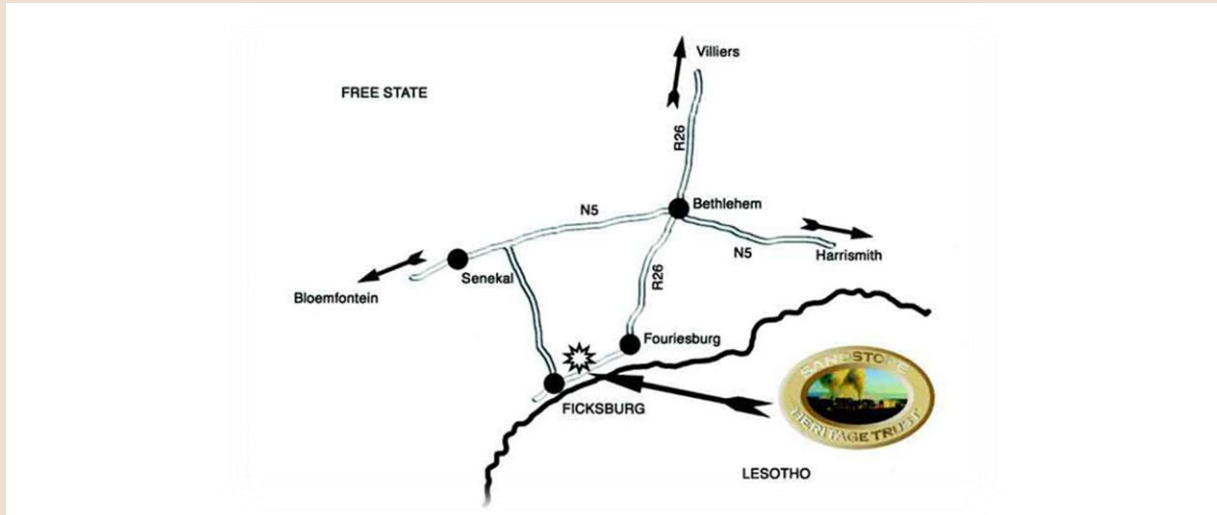 Villiers
FREE STATE
R26
Bethlehem
N5
N5
Harrismith
Senekal
Bloemfontein
R26
Fouriesburg
SANDSTONE
HERITAGE TRUST
FICKSBURG
LESOTHO